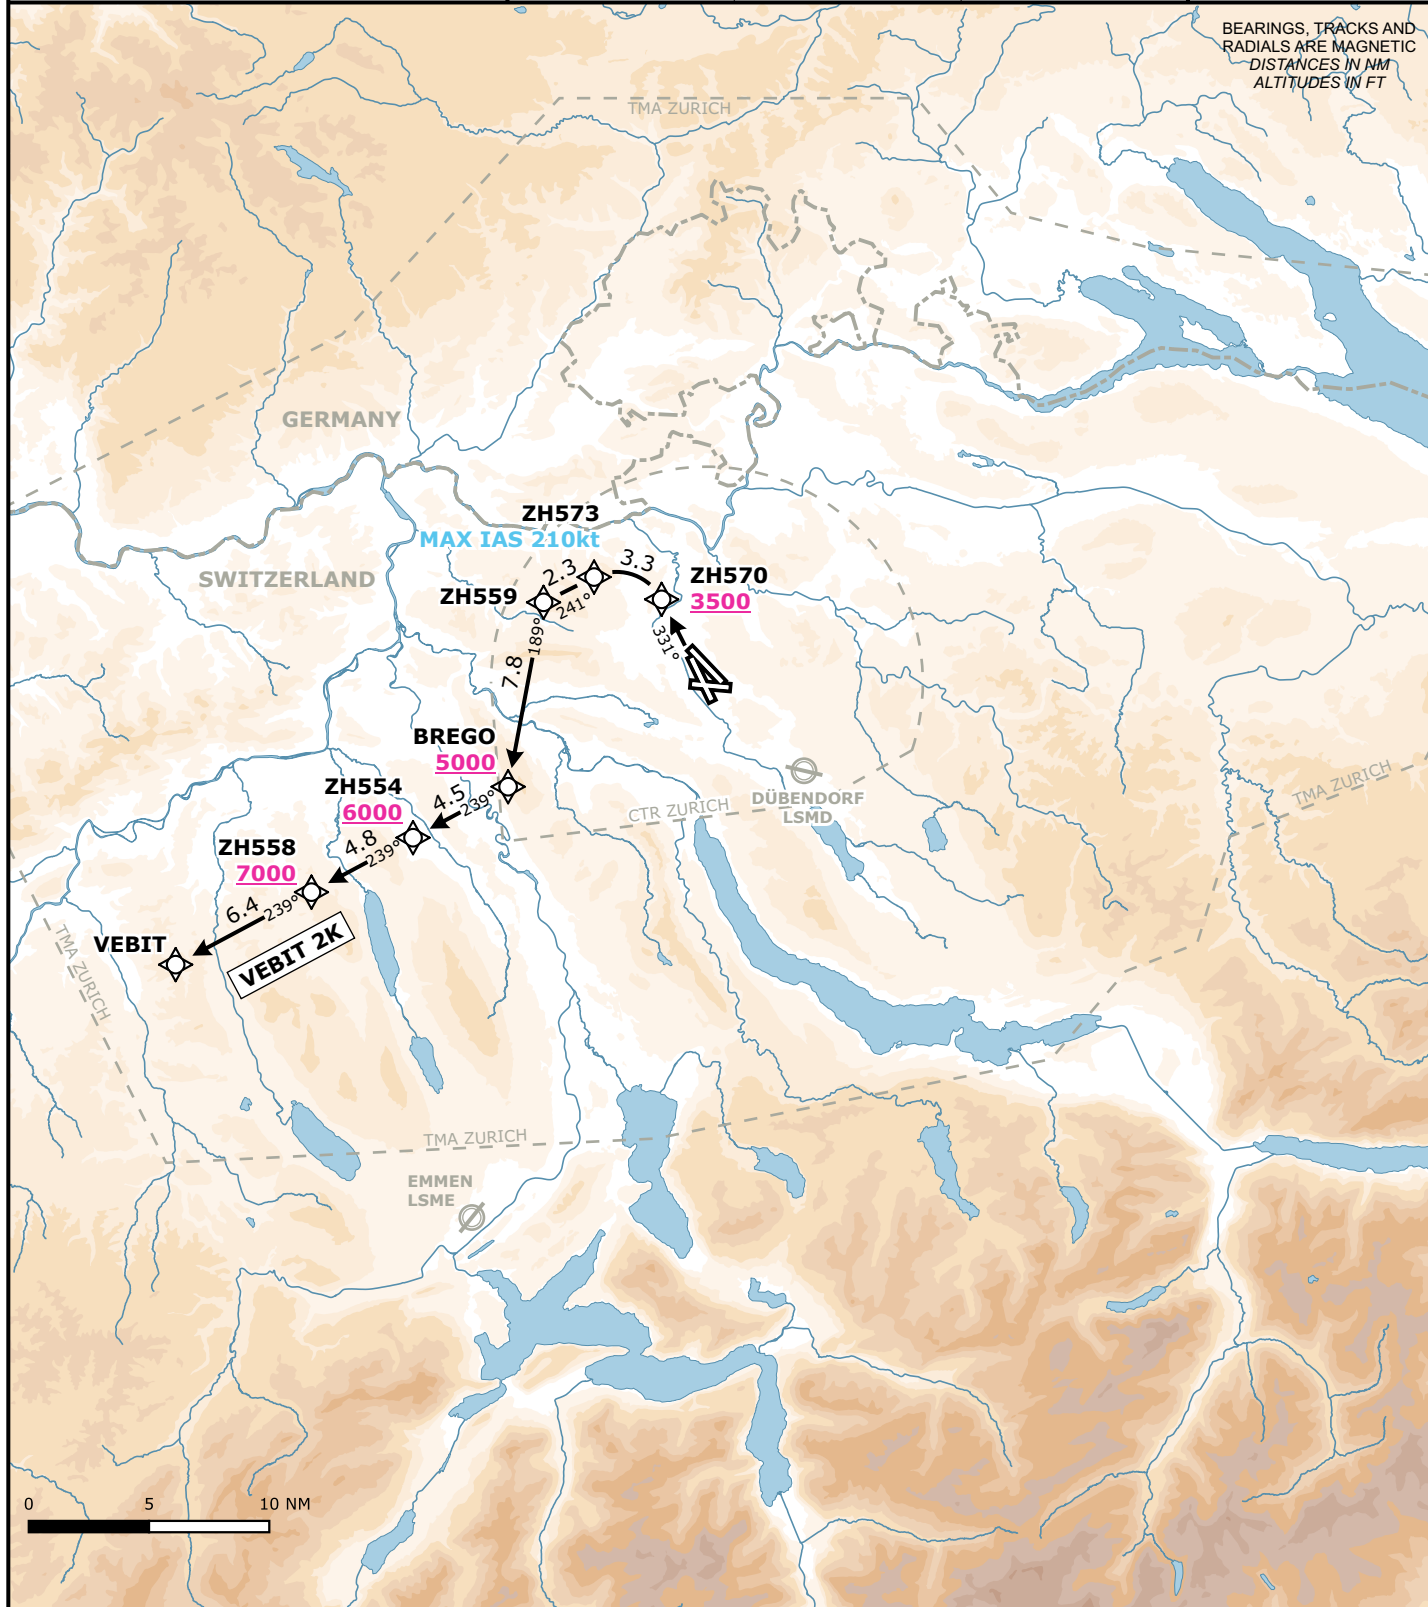 BEARINGS, TRACKS AND
RADIALS ARE MAGNETIC
DISTANCES IN NM
ALTITUDES IN FT
TMA ZURICH
GERMANY
SWITZERLAND
ZH573
MAX IAS 210kt
3.3
2.3
241°
ZH570
3500
331°
ZH559
189°
7.8
BREGO
5000
4.5
239°
ZH554
6000
4.8
239°
ZH558
7000
6.4
239°
VEBIT
VEBIT 2K
DÜBENDORF
LSMD
CTR ZURICH
TMA ZURICH
TMA ZURICH
TMA ZURICH
EMMEN
LSME
0 5 10 NM